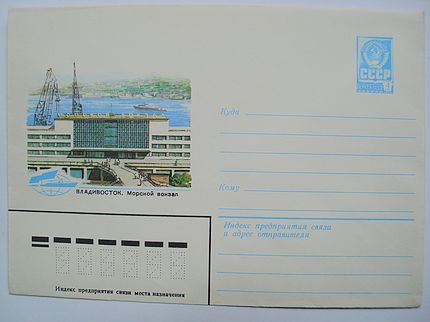 СССР
Куда
ВЛАДИВОСТОК. Морской вокзал
Кому
Индекс предприятия связи
и адрес отправителя
Индекс предприятия связи места назначения